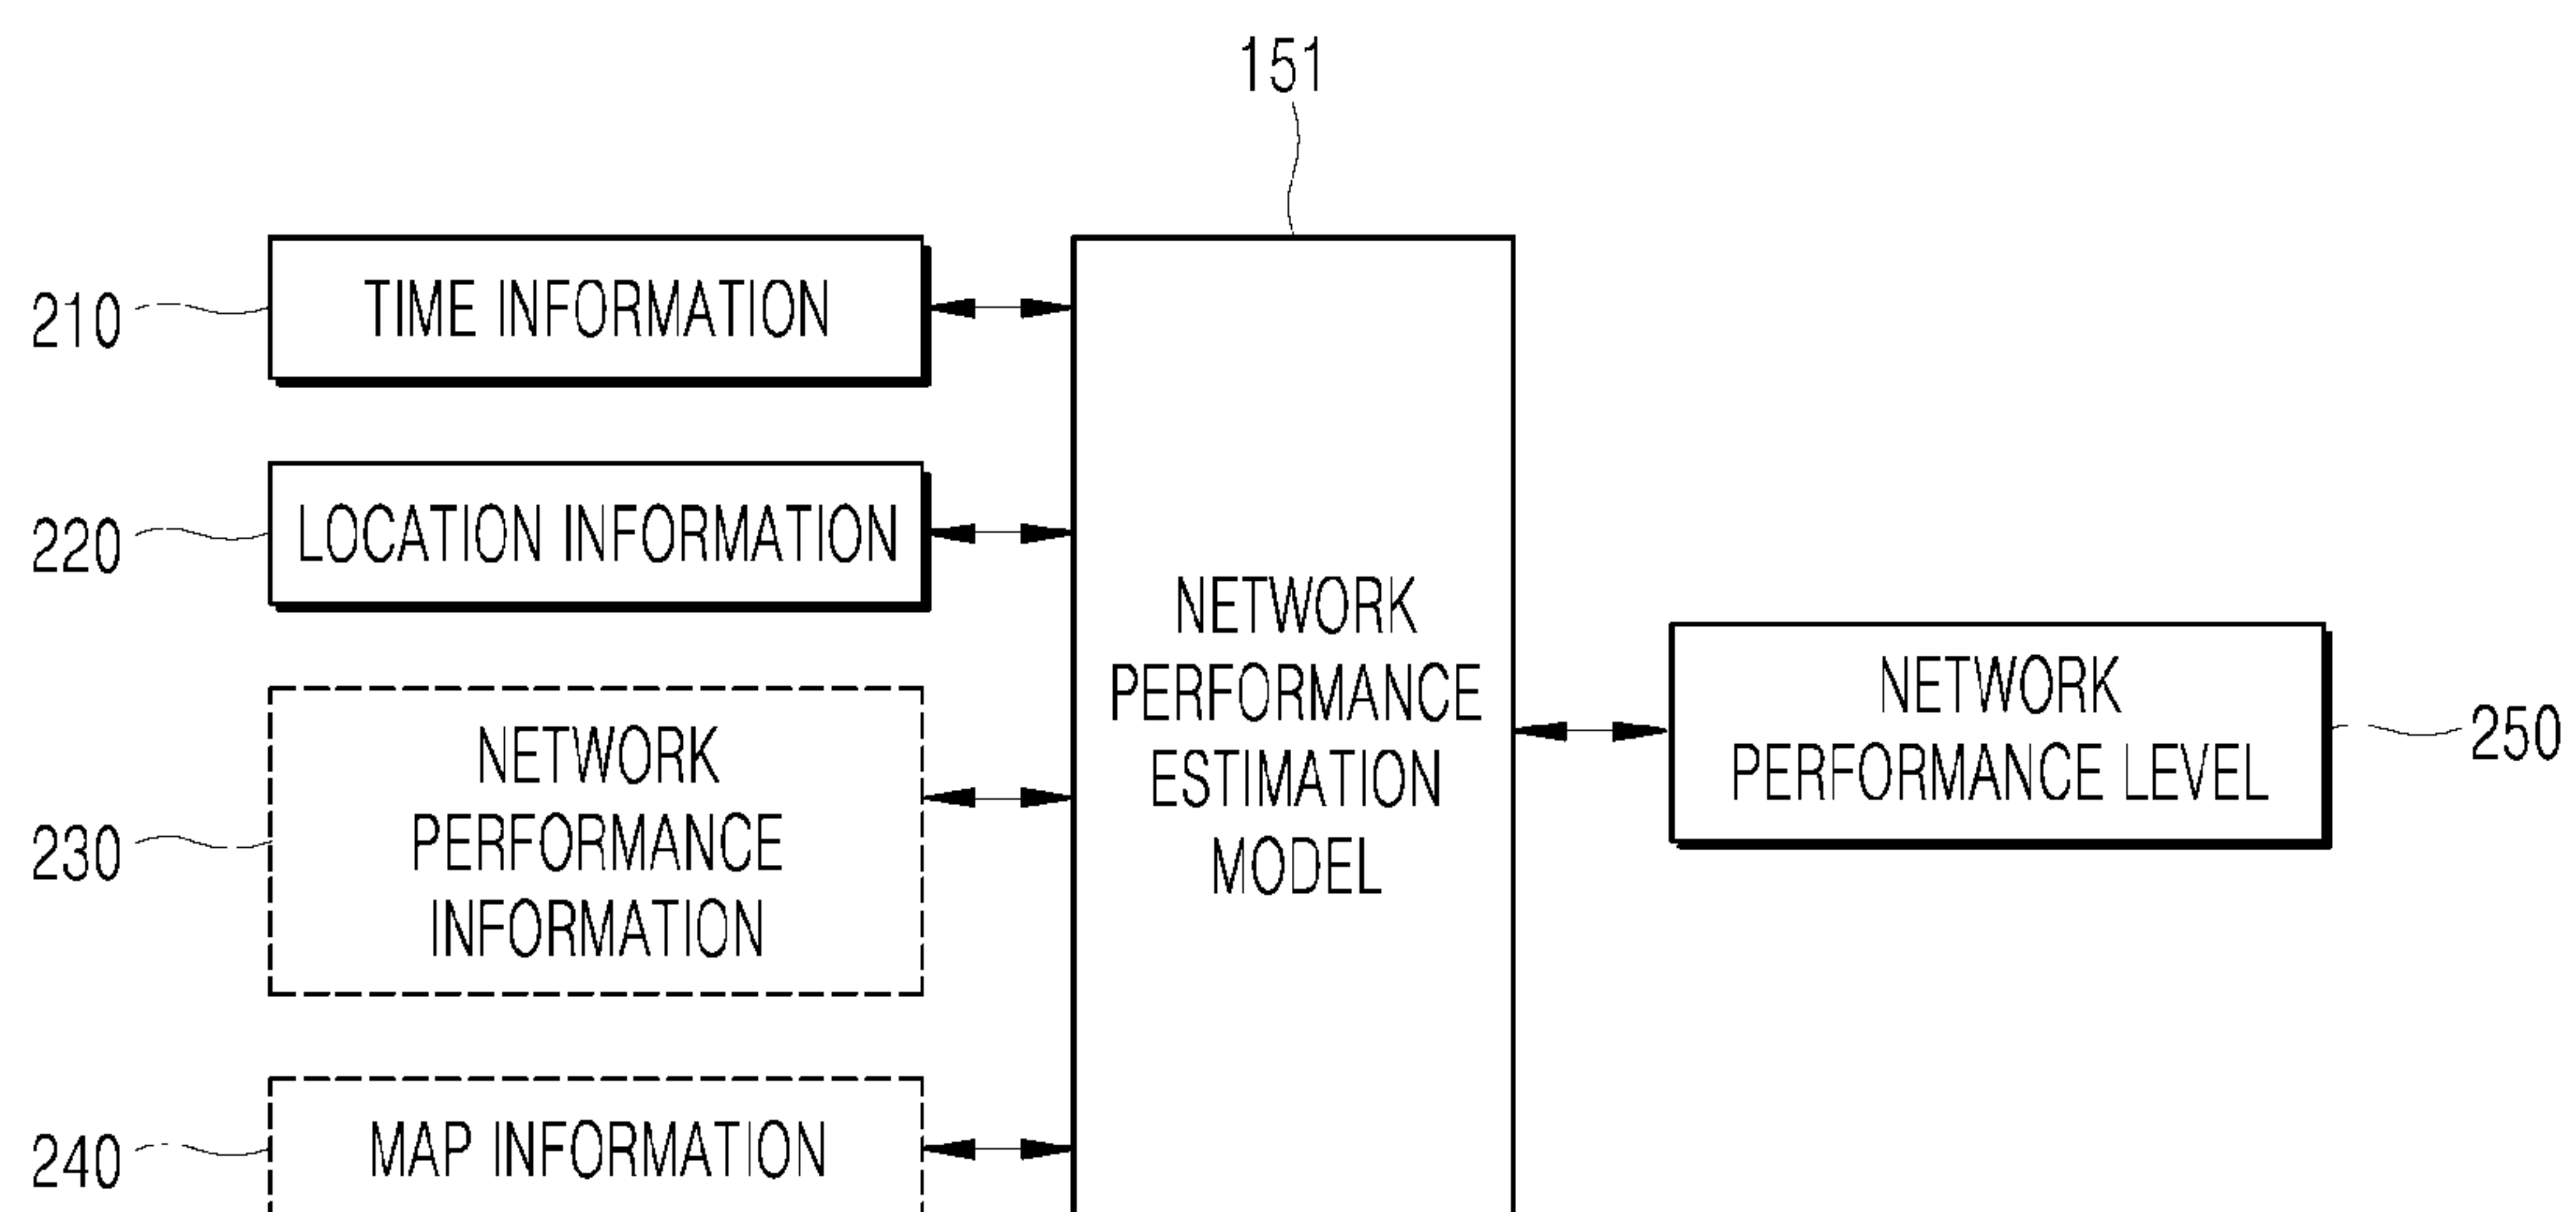 151
210
TIME INFORMATION
220
LOCATION INFORMATION
230
NETWORK
PERFORMANCE
INFORMATION
240
MAP INFORMATION
NETWORK
PERFORMANCE
ESTIMATION
MODEL
NETWORK
PERFORMANCE LEVEL
250